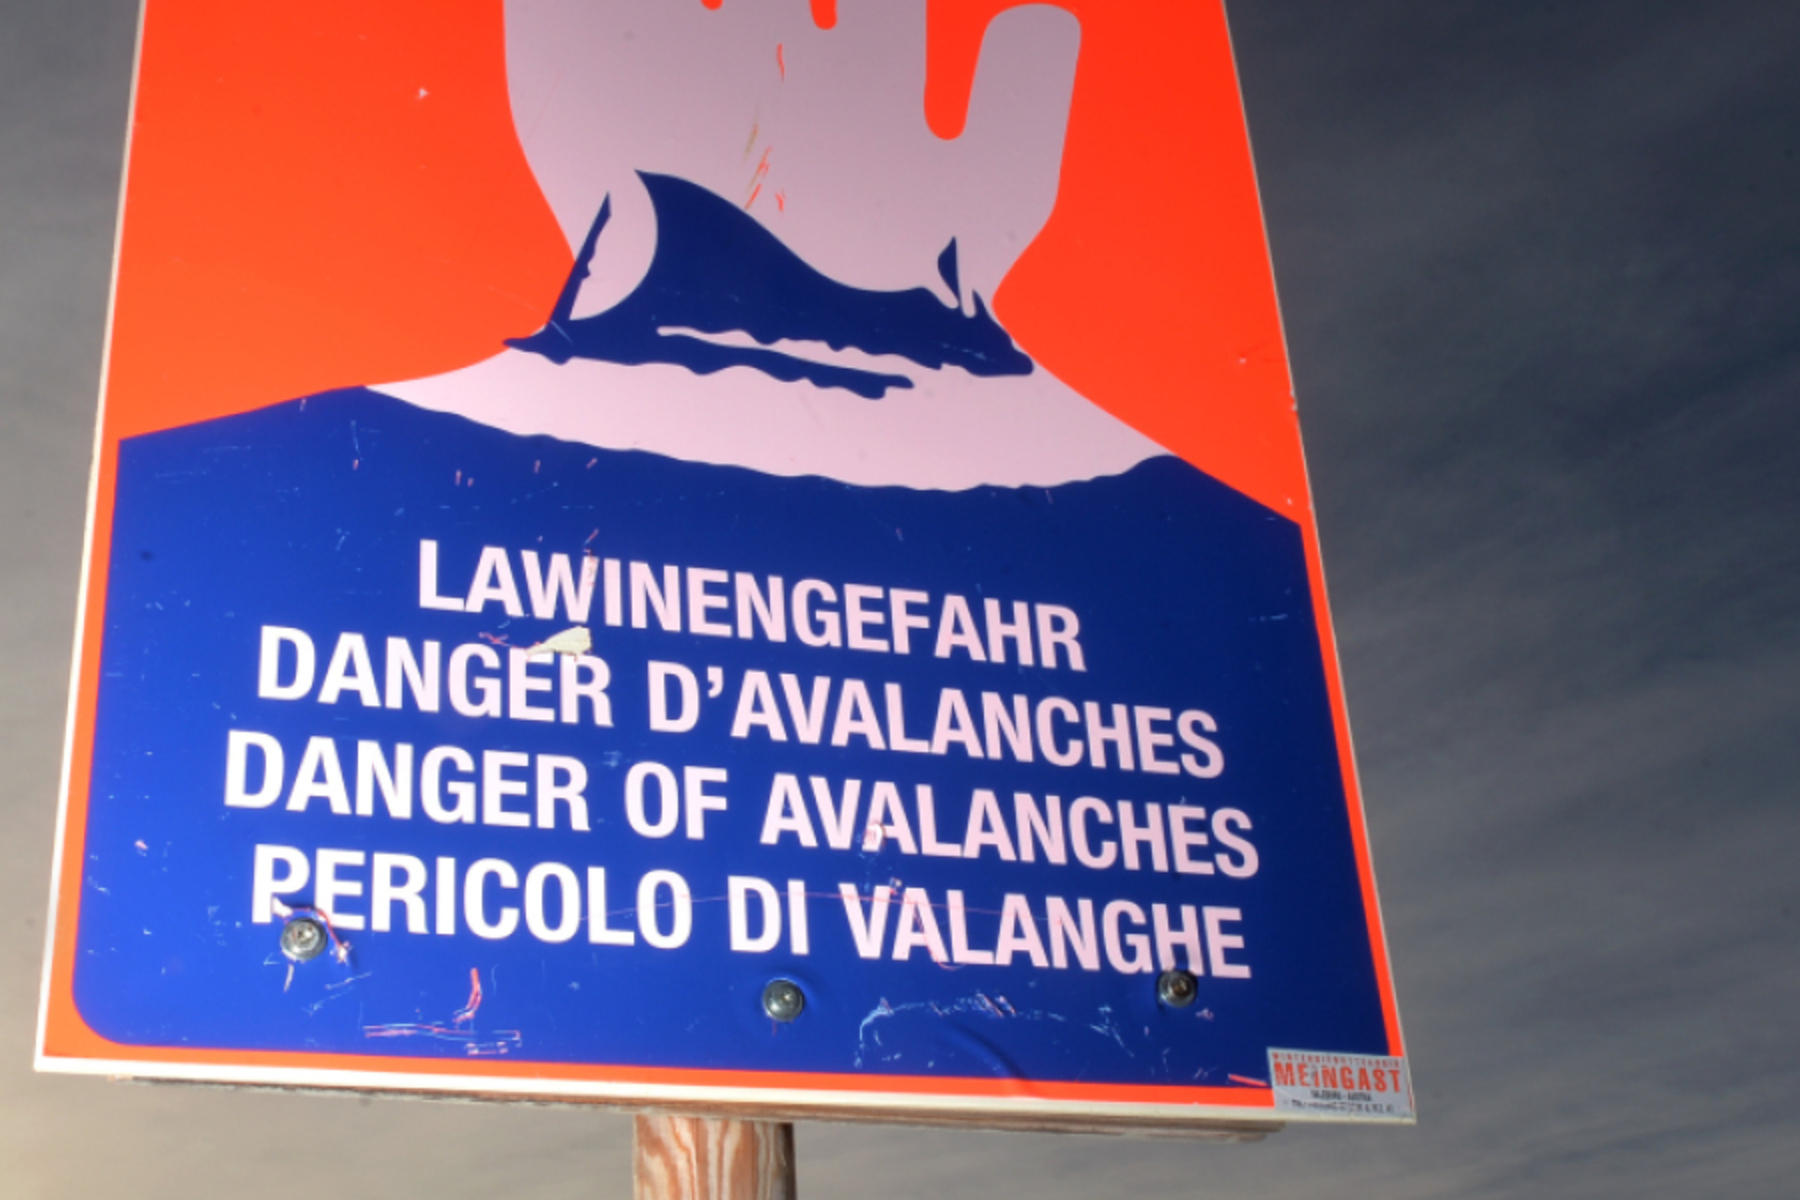 LAWINENGEFAHR
DANGER D’AVALANCHES
DANGER OF AVALANCHES
PERICOLO DI VALANGHE
MEINGAST